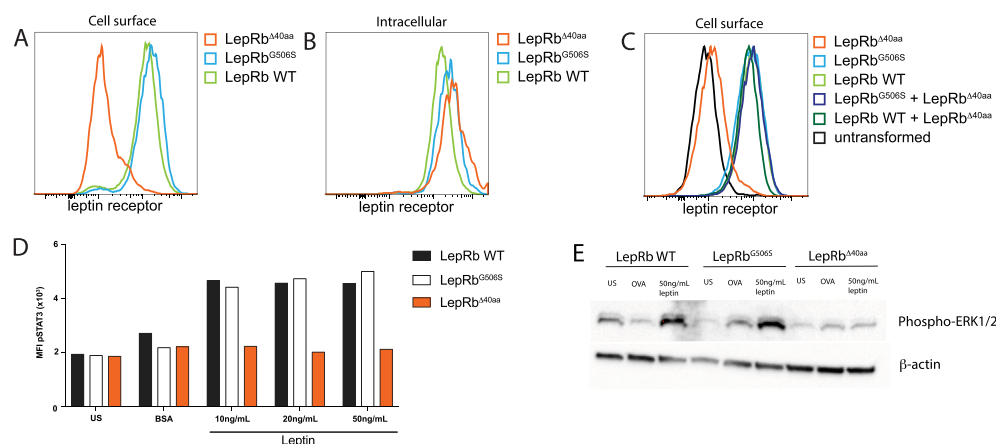 A
Cell surface
LepRbΔ40aa
LepRbG506S
LepRb WT
leptin receptor
B
Intracellular
LepRbΔ40aa
LepRbG506S
LepRb WT
leptin receptor
C
Cell surface
LepRbΔ40aa
LepRbG506S
LepRb WT
LepRbG506S + LepRbΔ40aa
LepRb WT + LepRbΔ40aa
untransformed
leptin receptor
D
MFI pSTAT3 (x10³)
6
4
2
0
US BSA 10ng/mL 20ng/mL 50ng/mL
Leptin
LepRb WT
LepRbG506S
LepRbΔ40aa
E
LepRb WT LepRbG506S LepRbΔ40aa
US OVA 50ng/mL leptin US OVA 50ng/mL leptin US OVA 50ng/mL leptin
Phospho-ERK1/2
β-actin